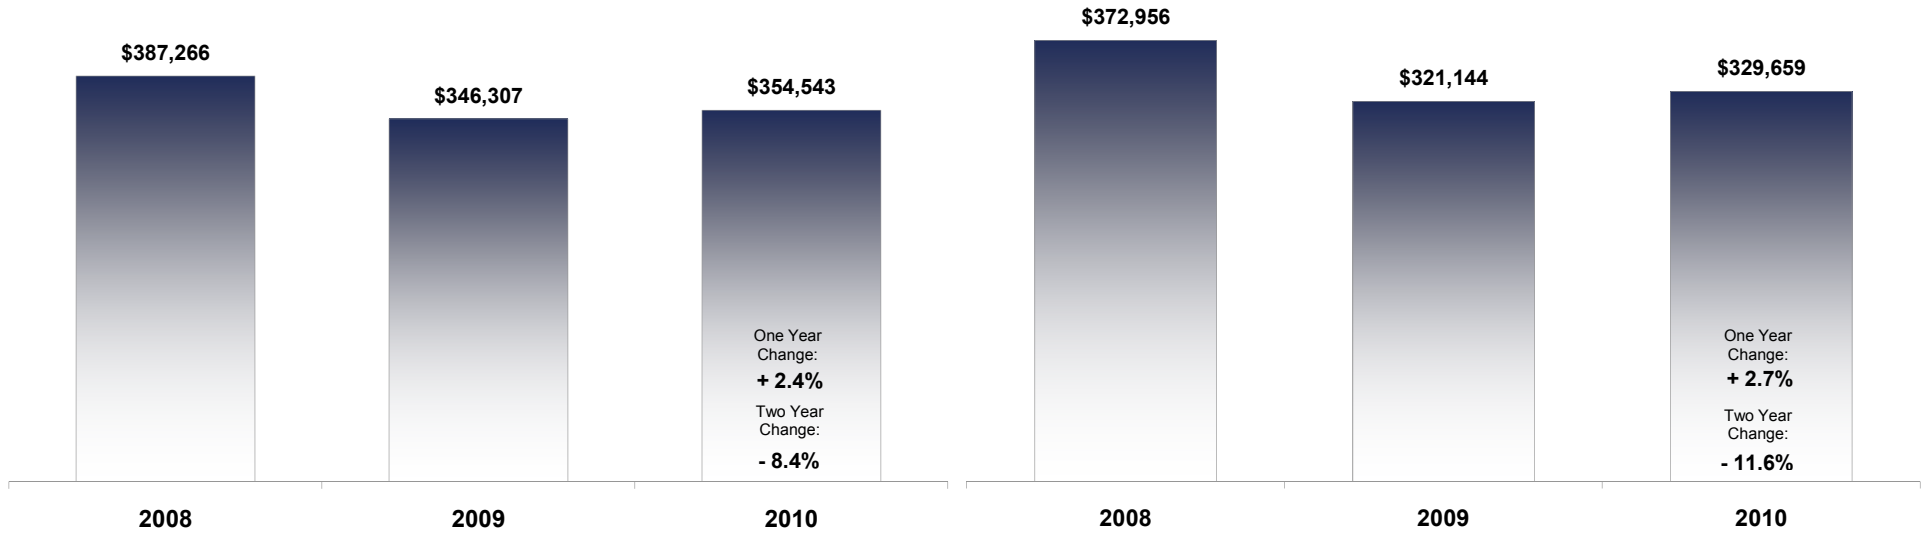 $387,266
$346,307
$354,543
One Year
Change:
+ 2.4%
Two Year
Change:
- 8.4%
2008
2009
2010
$372,956
$321,144
$329,659
One Year
Change:
+ 2.7%
Two Year
Change:
- 11.6%
2008
2009
2010